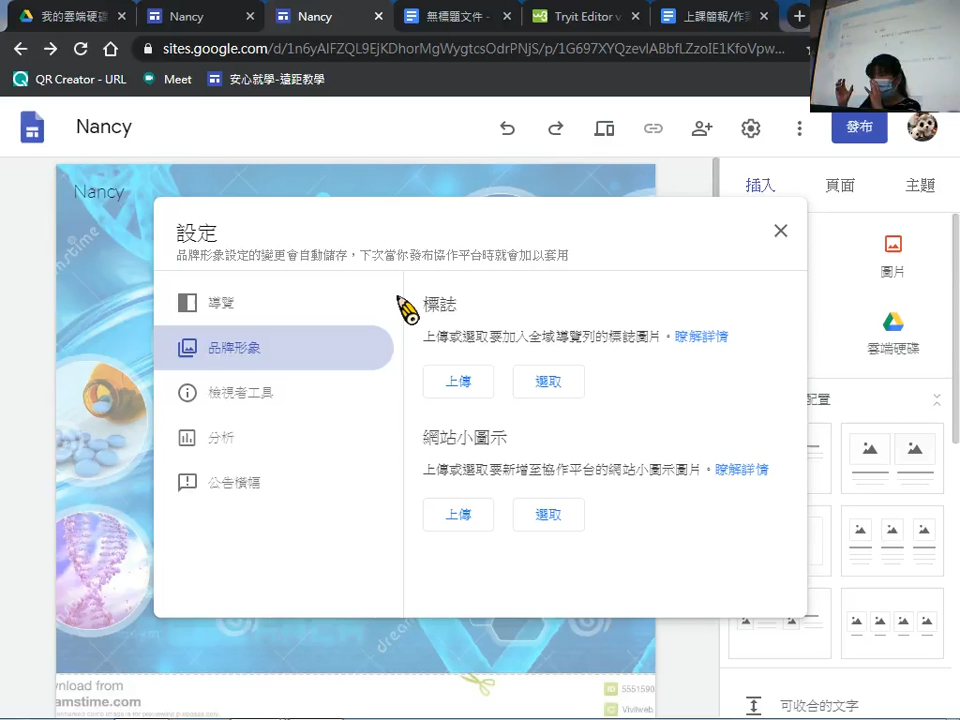 我的雲端硬碟
Nancy
Nancy
無標題文件 -
Tryit Editor v
上課簡報/作
sites.google.com/d/1n6yAlFZQL9EjKDhorMgWygtcsOdrPNjS/p/1G697XYQzevlABbfLZzoIE1KfoVpw...
QR Creator - URL
Meet
安心就學-遠距教學
Nancy
發布
Nancy
插入
頁面
主題
設定
品牌形象設定的變更會自動儲存，下次當你發布協作平台時就會加以套用
圖片
雲端硬碟
配置
導覽
品牌形象
檢視者工具
分析
公告橫幅
標誌
上傳或選取要加入全域導覽列的標誌圖片。瞭解詳情
上傳
選取
網站小圖示
上傳或選取要新增至協作平台的網站小圖示圖片。瞭解詳情
上傳
選取
可收合的文字
dreamstime
wnload from
amstime.com
ID 5551590
Vivilweb